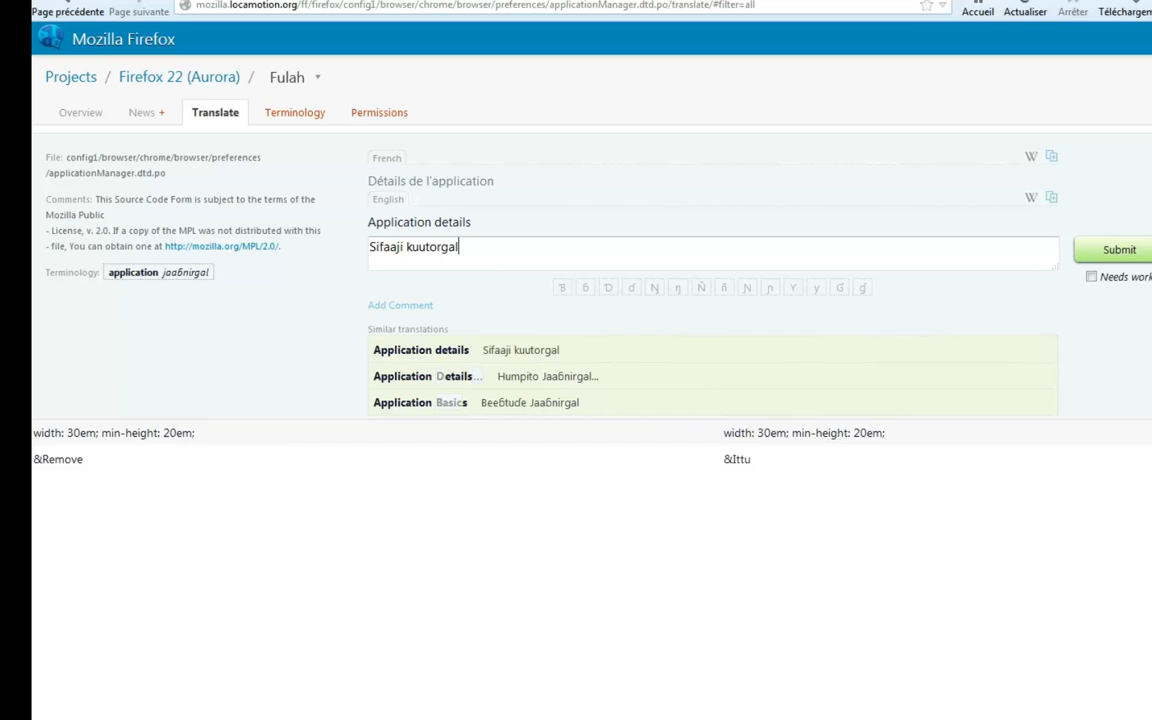 Page précédente Page suivante
mozilla.locamotion.org/ff/firefox/config1/browser/chrome/browser/preferences/applicationManager.dtd.po/translate/#filter=all
Accueil Actualiser Arrêter
Mozilla Firefox
Projects / Firefox 22 (Aurora) / Fulah
Overview News + Translate Terminology Permissions
File: config1/browser/chrome/browser/preferences
/applicationManager.dtd.po
Comments: This Source Code Form is subject to the terms of the
Mozilla Public
- License, v. 2.0. If a copy of the MPL was not distributed with this
- file, You can obtain one at http://mozilla.org/MPL/2.0/.
Terminology: application jaaɓnirgal
French
W
Détails de l'application
English
W
Application details
Sifaaji kuutorgal
Submit
Needs work
Ɓ ɓ Ɗ ɗ Ŋ ŋ Ñ ñ Ɲ ɲ Ƴ ƴ Ɠ ɠ
Add Comment
Similar translations
Application details Sifaaji kuutorgal
Application Details... Humpito Jaaɓnirgal...
Application Basics Beeɓtuɗe Jaaɓnirgal
width: 30em; min-height: 20em; width: 30em; min-height: 20em;
&Remove &Ittu